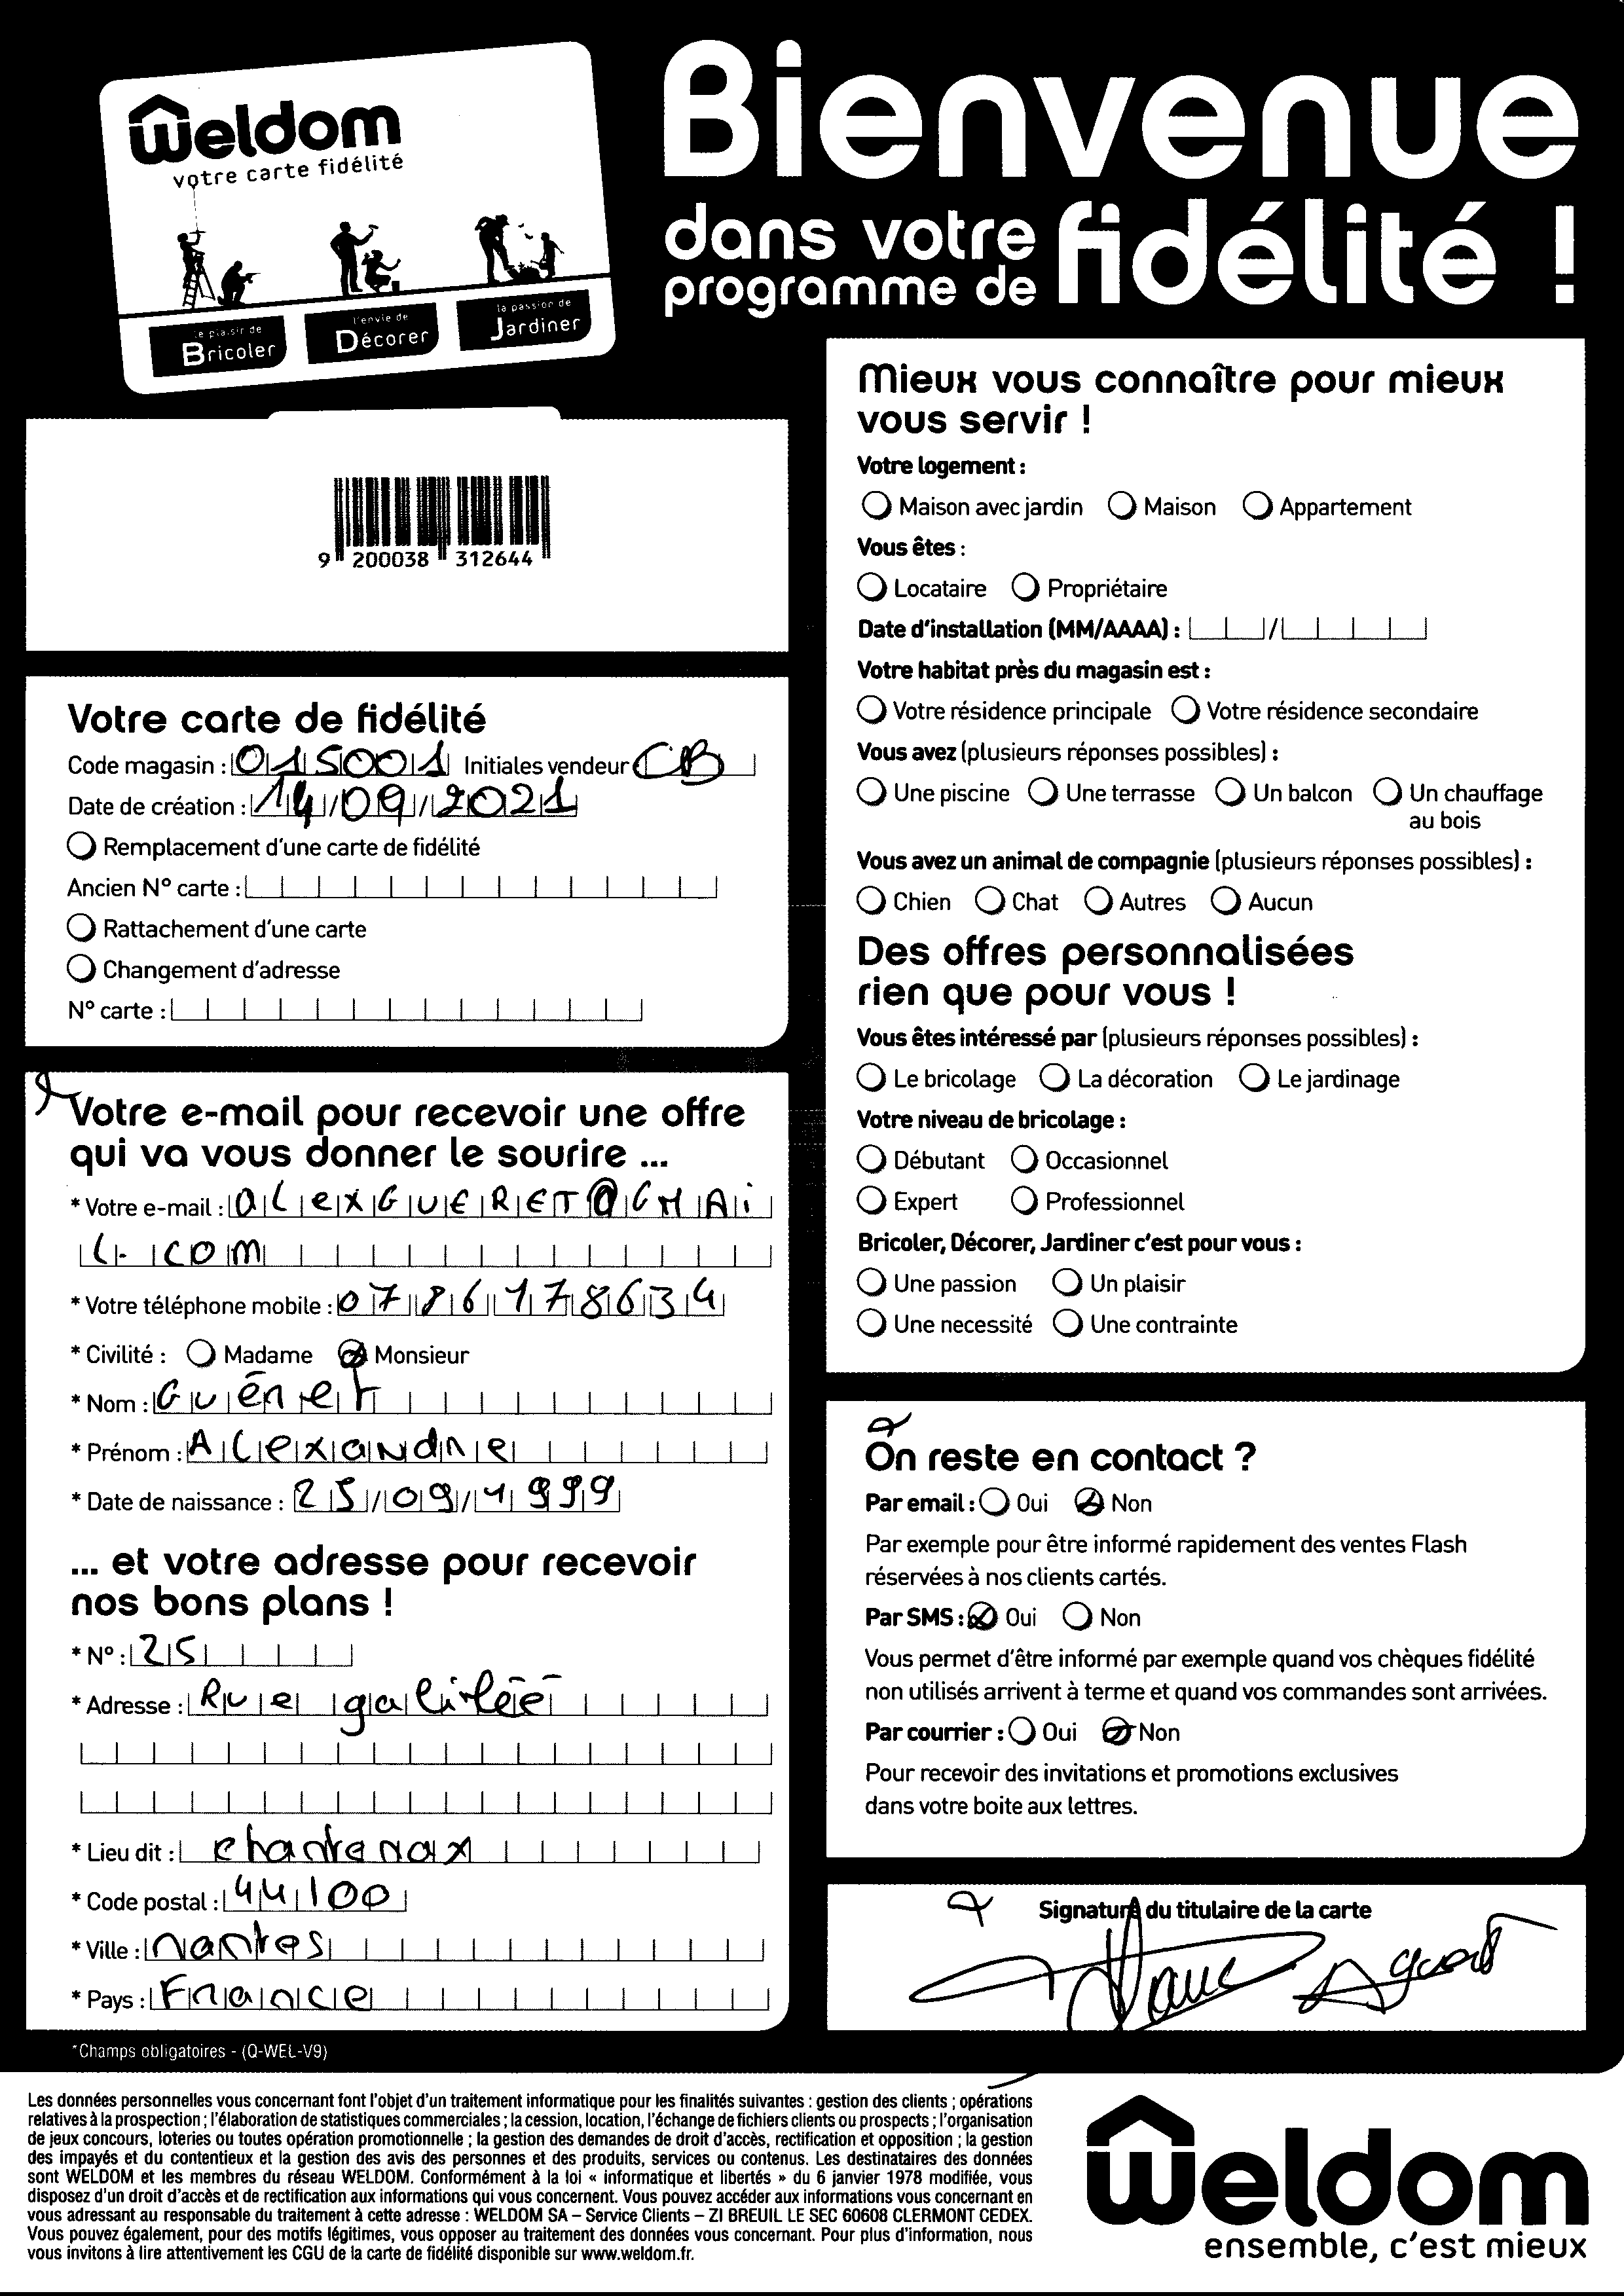 Weldom
votre carte fidélité
le plaisir de
Bricoler
l'envie de
Décorer
la passion de
Jardiner
Bienvenue
dans votre
programme de fidélité !
9 200038 312644
Votre carte de fidélité
Code magasin : 015001 Initiales vendeur CB
Date de création : 14/09/2021
Remplacement d'une carte de fidélité
Ancien N° carte :
Rattachement d'une carte
Changement d'adresse
N° carte :
Votre e-mail pour recevoir une offre
qui va vous donner le sourire ...
* Votre e-mail : alexGUERET@GMAi
L.com
* Votre téléphone mobile : 0786178634
* Civilité : Madame Monsieur
* Nom : Guéret
* Prénom : Alexandre
* Date de naissance : 25/09/1999
... et votre adresse pour recevoir
nos bons plans !
* N° : 25
* Adresse : Rue galilée
* Lieu dit : chantenax
* Code postal : 44100
* Ville : nantes
* Pays : France
*Champs obligatoires - (Q-WEL-V9)
Mieux vous connaître pour mieux
vous servir !
Votre logement :
Maison avec jardin Maison Appartement
Vous êtes :
Locataire Propriétaire
Date d'installation (MM/AAAA) : /
Votre habitat près du magasin est :
Votre résidence principale Votre résidence secondaire
Vous avez (plusieurs réponses possibles) :
Une piscine Une terrasse Un balcon Un chauffage
au bois
Vous avez un animal de compagnie (plusieurs réponses possibles) :
Chien Chat Autres Aucun
Des offres personnalisées
rien que pour vous !
Vous êtes intéressé par (plusieurs réponses possibles) :
Le bricolage La décoration Le jardinage
Votre niveau de bricolage :
Débutant Occasionnel
Expert Professionnel
Bricoler, Décorer, Jardiner c'est pour vous :
Une passion Un plaisir
Une necessité Une contrainte
On reste en contact ?
Par email : Oui Non
Par exemple pour être informé rapidement des ventes Flash
réservées à nos clients cartés.
Par SMS : Oui Non
Vous permet d'être informé par exemple quand vos chèques fidélité
non utilisés arrivent à terme et quand vos commandes sont arrivées.
Par courrier : Oui Non
Pour recevoir des invitations et promotions exclusives
dans votre boite aux lettres.
Signature du titulaire de la carte
Les données personnelles vous concernant font l'objet d'un traitement informatique pour les finalités suivantes : gestion des clients ; opérations
relatives à la prospection ; l'élaboration de statistiques commerciales ; la cession, location, l'échange de fichiers clients ou prospects ; l'organisation
de jeux concours, loteries ou toutes opération promotionnelle ; la gestion des demandes de droit d'accès, rectification et opposition ; la gestion
des impayés et du contentieux et la gestion des avis des personnes et des produits, services ou contenus. Les destinataires des données
sont WELDOM et les membres du réseau WELDOM. Conformément à la loi « informatique et libertés » du 6 janvier 1978 modifiée, vous
disposez d'un droit d'accès et de rectification aux informations qui vous concernent. Vous pouvez accéder aux informations vous concernant en
vous adressant au responsable du traitement à cette adresse : WELDOM SA – Service Clients – ZI BREUIL LE SEC 60608 CLERMONT CEDEX.
Vous pouvez également, pour des motifs légitimes, vous opposer au traitement des données vous concernant. Pour plus d'information, nous
vous invitons à lire attentivement les CGU de la carte de fidélité disponible sur www.weldom.fr.
Weldom
ensemble, c'est mieux